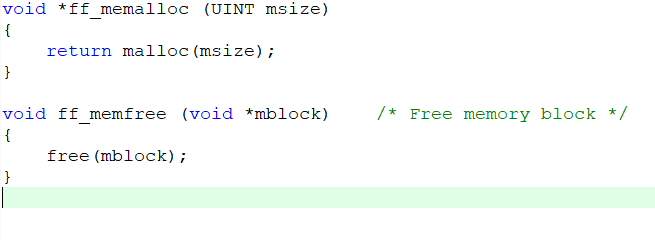 void *ff_memalloc (UINT msize)
{
    return malloc(msize);
}

void ff_memfree (void *mblock)    /* Free memory block */
{
    free(mblock);
}